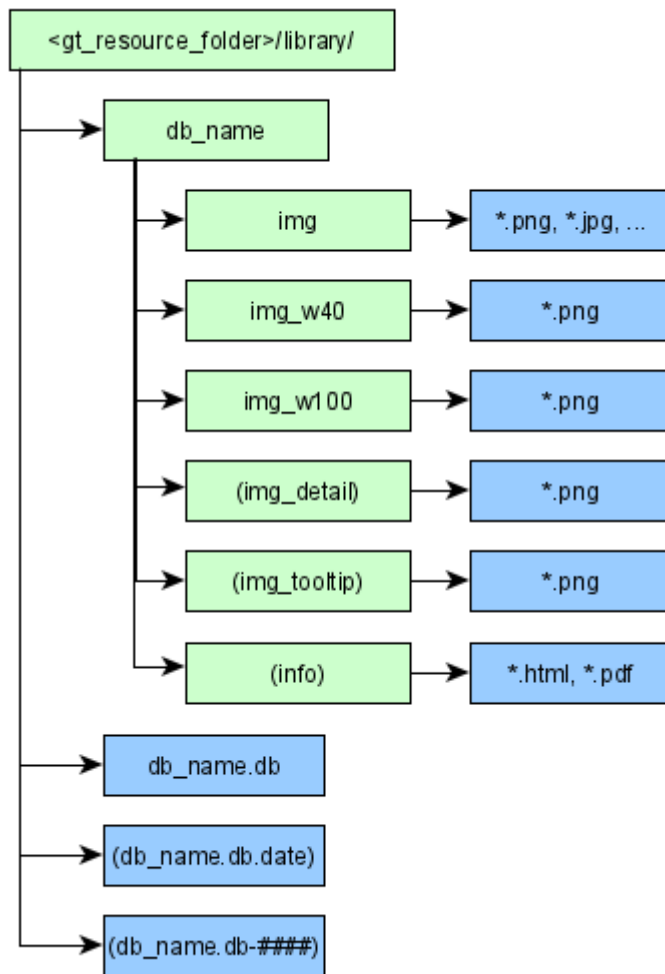 <gt_resource_folder>/library/
db_name
img
*.png, *.jpg, ...
img_w40
*.png
img_w100
*.png
(img_detail)
*.png
(img_tooltip)
*.png
(info)
*.html, *.pdf
db_name.db
(db_name.db.date)
(db_name.db-####)